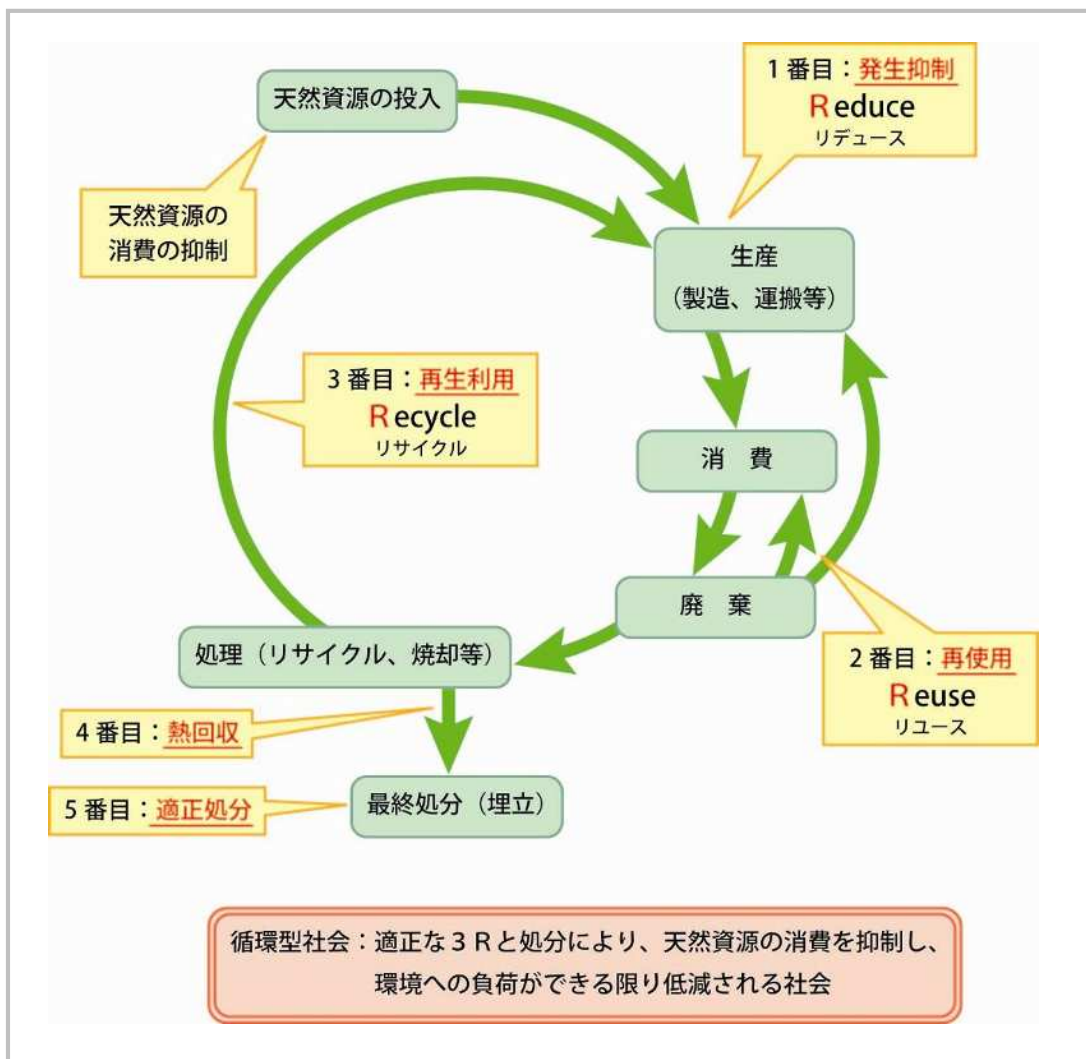 1番目：発生抑制
Reduce
リデュース
天然資源の投入
天然資源の
消費の抑制
生産
（製造、運搬等）
3番目：再生利用
Recycle
リサイクル
消　費
廃　棄
処理（リサイクル、焼却等）
2番目：再使用
Reuse
リユース
4番目：熱回収
5番目：適正処分
最終処分（埋立）
循環型社会：適正な３Ｒと処分により、天然資源の消費を抑制し、
環境への負荷ができる限り低減される社会